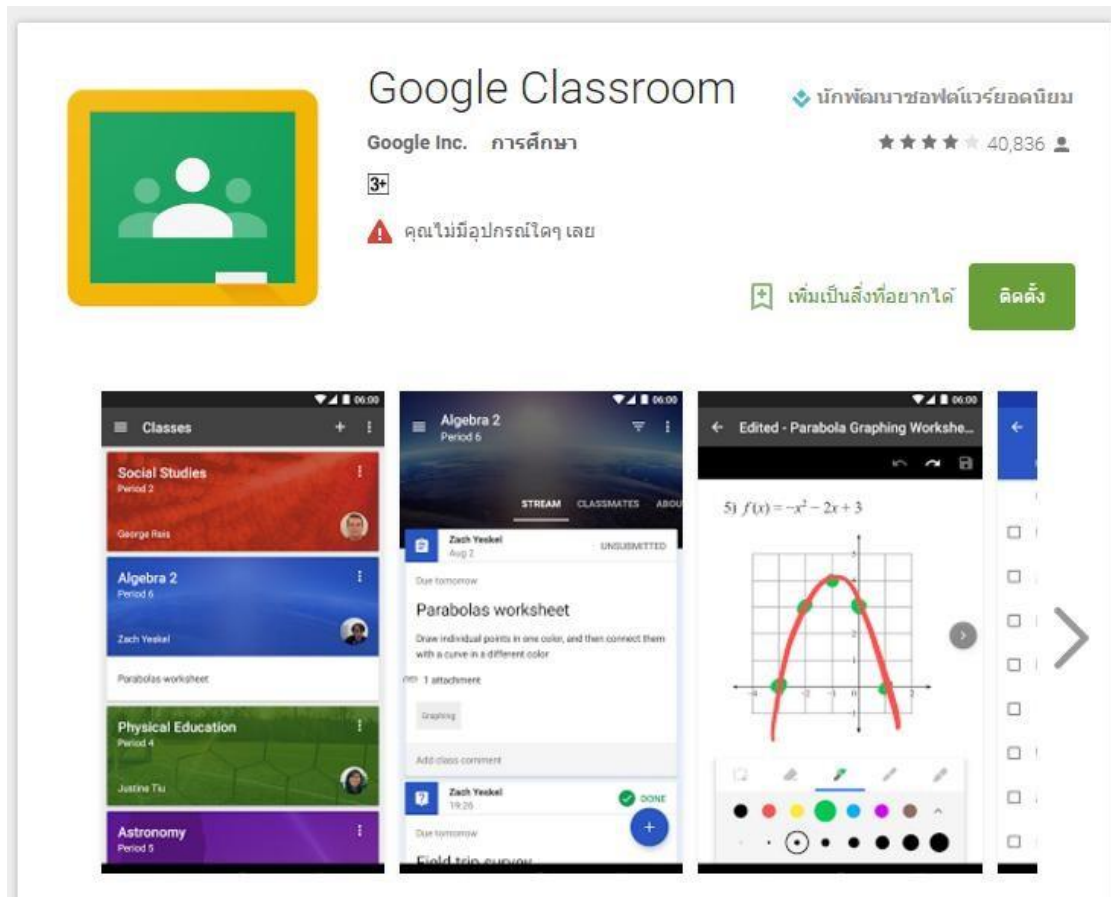 Google Classroom
นักพัฒนาซอฟต์แวร์ยอดนิยม
Google Inc. การศึกษา
40,836
3+
คุณไม่มีอุปกรณ์ใดๆ เลย
เพิ่มเป็นสิ่งที่อยากได้
ติดตั้ง
06:00
Classes
Social Studies
Period 2
George Reis
Algebra 2
Period 6
Zach Yeskel
Parabolas worksheet
Physical Education
Period 4
Justine Tiu
Astronomy
Period 5
06:00
Algebra 2
Period 6
STREAM CLASSMATES ABOU
Zach Yeskel
Aug 2
UNSUBMITTED
Due tomorrow
Parabolas worksheet
Draw individual points in one color, and then connect them
with a curve in a different color
1 attachment
Graphing
Add class comment
Zach Yeskel
19:26
DONE
Due tomorrow
Field trip survey
06:00
Edited - Parabola Graphing Workshe...
5) f(x) = -x² - 2x + 3